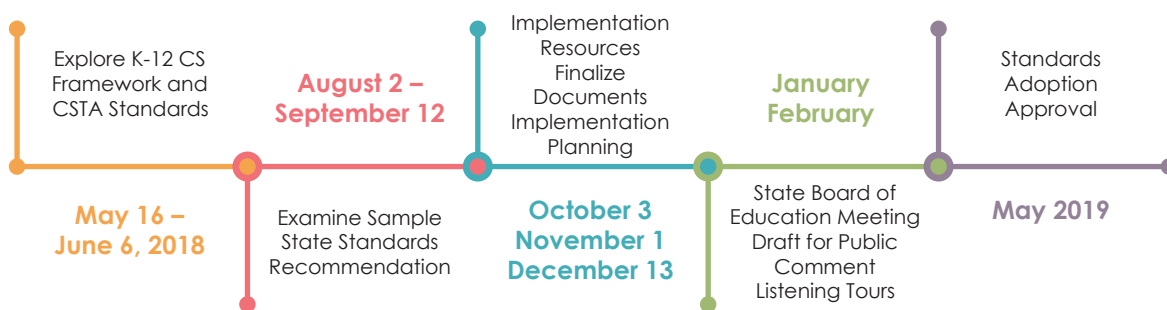 Explore K-12 CS
Framework and
CSTA Standards
May 16 –
June 6, 2018
August 2 –
September 12
Examine Sample
State Standards
Recommendation
Implementation
Resources
Finalize
Documents
Implementation
Planning
October 3
November 1
December 13
January
February
State Board of
Education Meeting
Draft for Public
Comment
Listening Tours
Standards
Adoption
Approval
May 2019